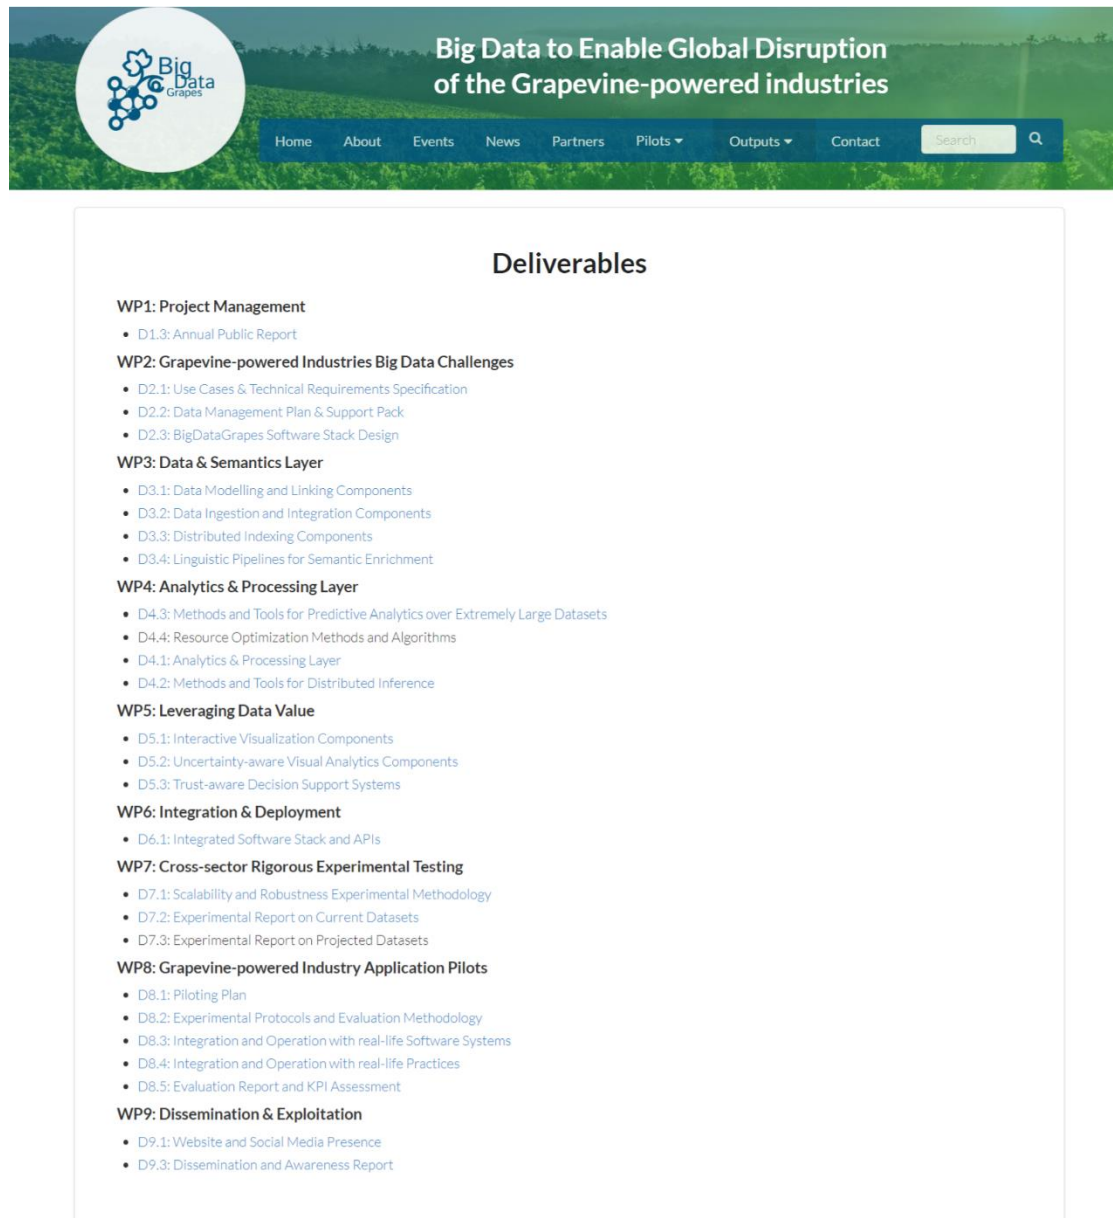 Big
Data
Grapes
Big Data to Enable Global Disruption
of the Grapevine-powered industries
Home About Events News Partners Pilots Outputs Contact Search
Deliverables
WP1: Project Management
D1.3: Annual Public Report
WP2: Grapevine-powered Industries Big Data Challenges
D2.1: Use Cases & Technical Requirements Specification
D2.2: Data Management Plan & Support Pack
D2.3: BigDataGrapes Software Stack Design
WP3: Data & Semantics Layer
D3.1: Data Modelling and Linking Components
D3.2: Data Ingestion and Integration Components
D3.3: Distributed Indexing Components
D3.4: Linguistic Pipelines for Semantic Enrichment
WP4: Analytics & Processing Layer
D4.3: Methods and Tools for Predictive Analytics over Extremely Large Datasets
D4.4: Resource Optimization Methods and Algorithms
D4.1: Analytics & Processing Layer
D4.2: Methods and Tools for Distributed Inference
WP5: Leveraging Data Value
D5.1: Interactive Visualization Components
D5.2: Uncertainty-aware Visual Analytics Components
D5.3: Trust-aware Decision Support Systems
WP6: Integration & Deployment
D6.1: Integrated Software Stack and APIs
WP7: Cross-sector Rigorous Experimental Testing
D7.1: Scalability and Robustness Experimental Methodology
D7.2: Experimental Report on Current Datasets
D7.3: Experimental Report on Projected Datasets
WP8: Grapevine-powered Industry Application Pilots
D8.1: Piloting Plan
D8.2: Experimental Protocols and Evaluation Methodology
D8.3: Integration and Operation with real-life Software Systems
D8.4: Integration and Operation with real-life Practices
D8.5: Evaluation Report and KPI Assessment
WP9: Dissemination & Exploitation
D9.1: Website and Social Media Presence
D9.3: Dissemination and Awareness Report